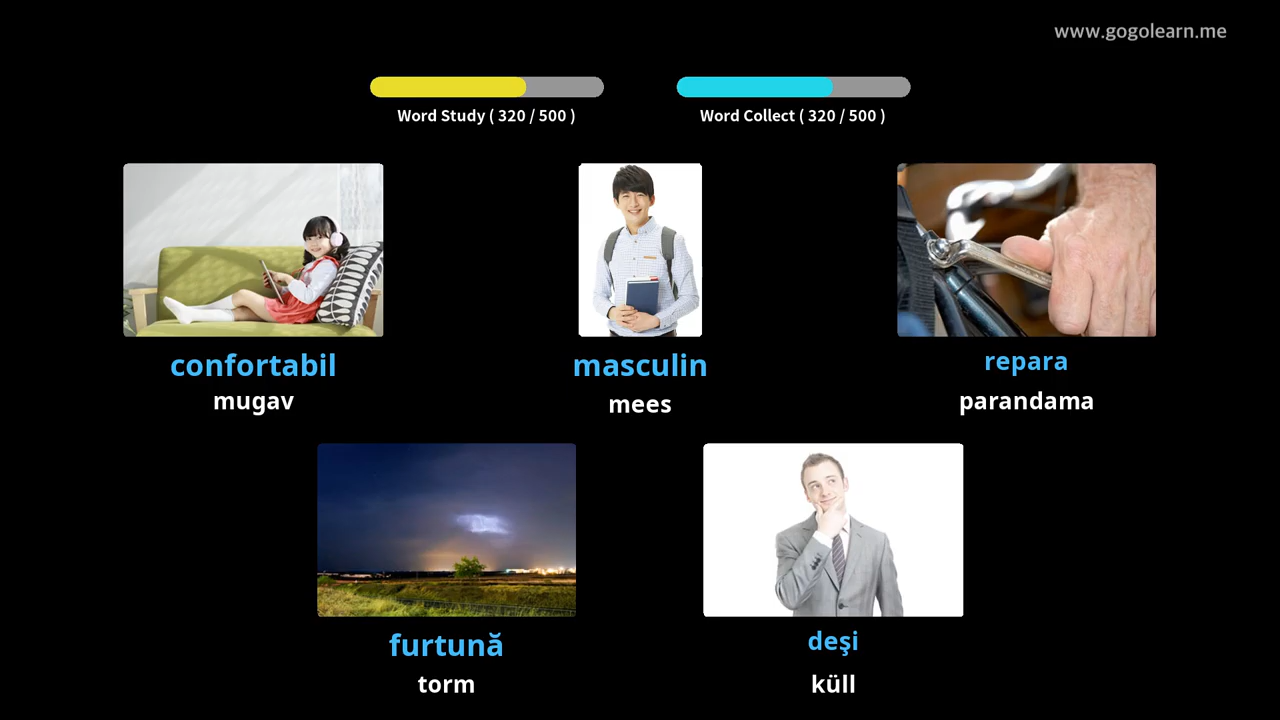 www.gogolearn.me
Word Study ( 320 / 500 )
Word Collect ( 320 / 500 )
confortabil
mugav
masculin
mees
repara
parandama
furtună
torm
deşi
küll